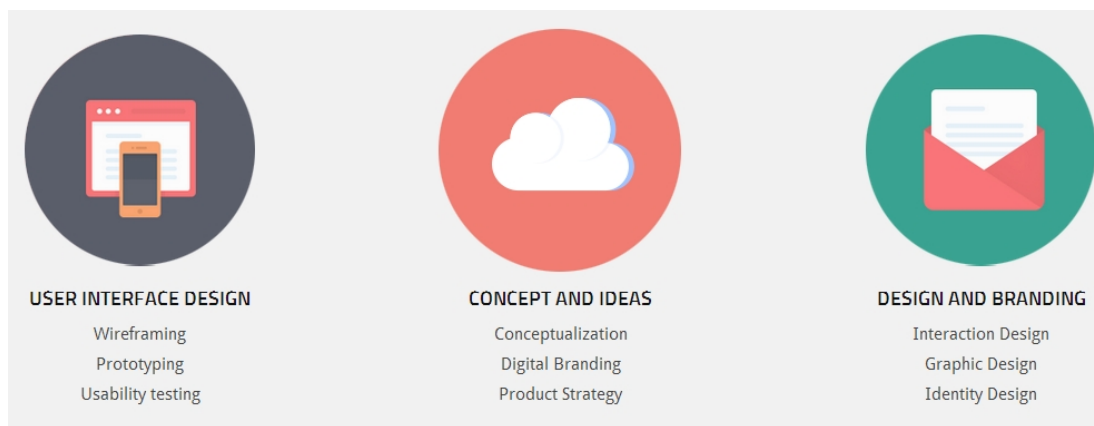 USER INTERFACE DESIGN
Wireframing
Prototyping
Usability testing
CONCEPT AND IDEAS
Conceptualization
Digital Branding
Product Strategy
DESIGN AND BRANDING
Interaction Design
Graphic Design
Identity Design